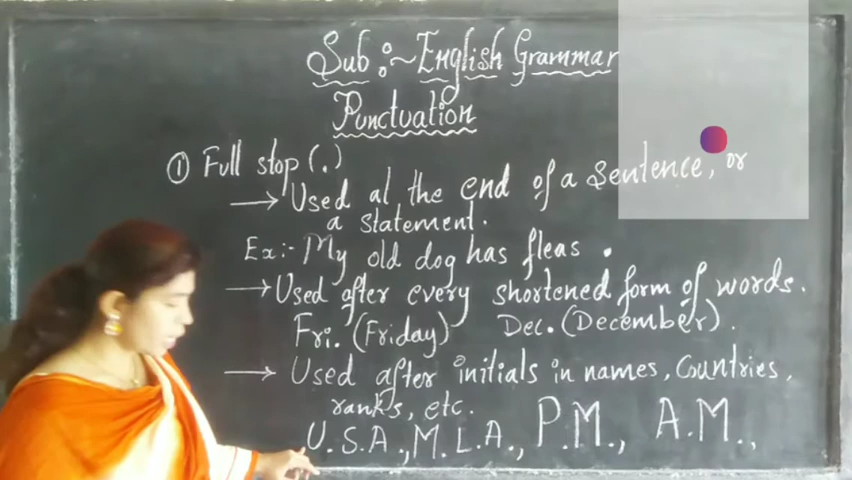 Sub :~ English Grammar
Punctuation
① Full stop (.)
→ Used at the end of a sentence, or
a statement.
Ex:- My old dog has fleas .
→ Used after every shortened form of words.
Fri. (Friday) Dec. (December).
→ Used after initials in names, Countries,
ranks, etc.
U.S.A., M.L.A., P.M., A.M.,